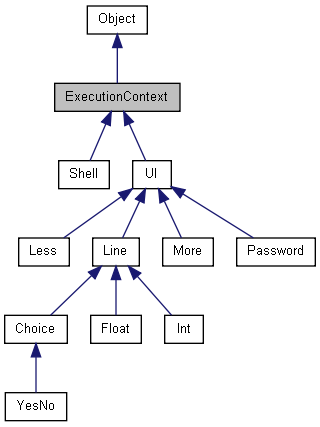 Object
ExecutionContext
Shell
UI
Less
Line
More
Password
Choice
Float
Int
YesNo